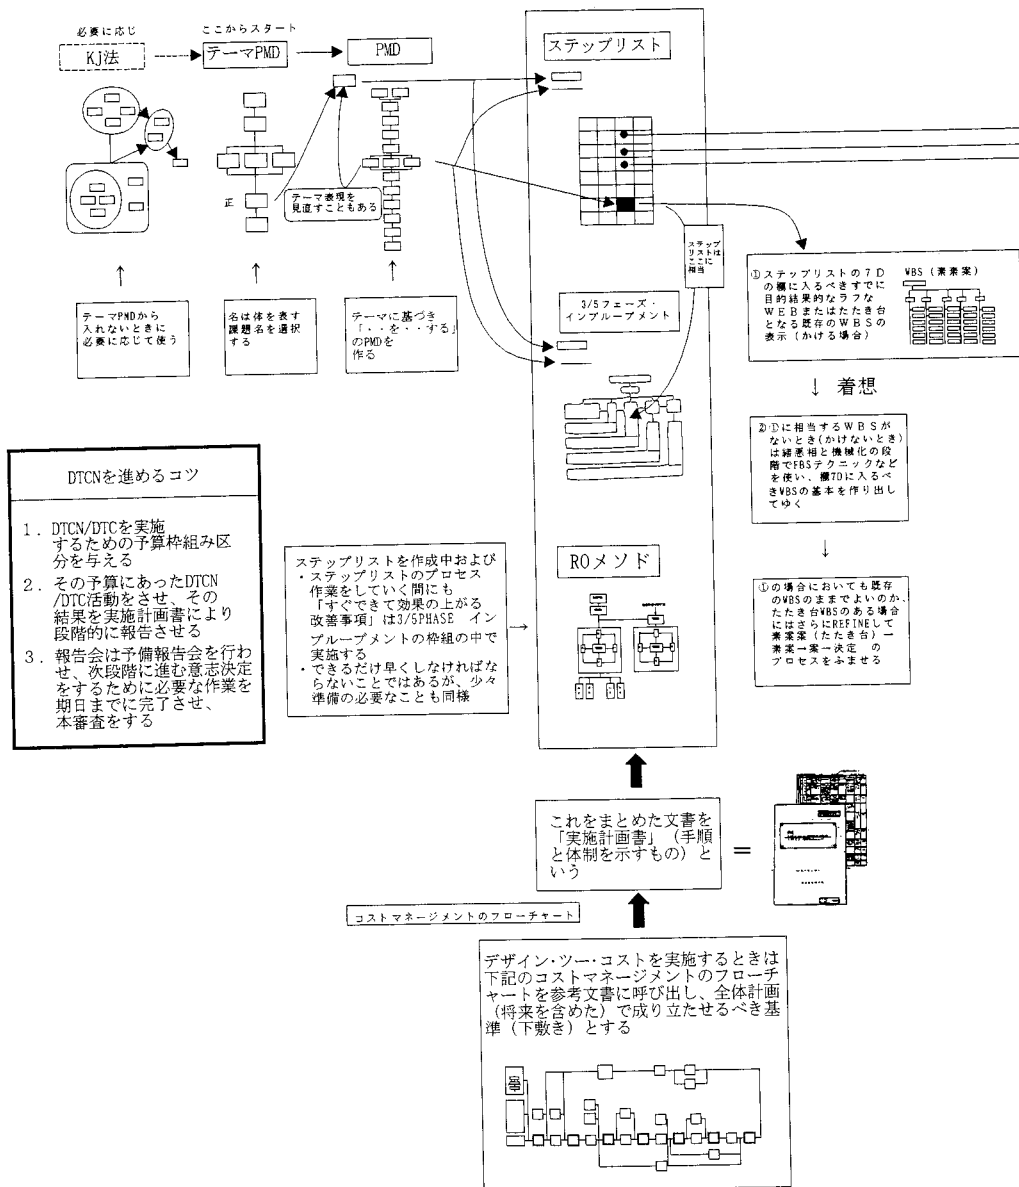 必要に応じ
KJ法
ここからスタート
テーマPMD
PMD
正
テーマ表現を
見直すこともある
テーマPMDから
入れないときに
必要に応じて使う
名は体を表す
課題名を選択
する
テーマに基づき
「・・を・・する」
のPMDを
作る
ステップリスト
ステップ
リストは
ここに
相当
3/5フェーズ・
インプルーブメント
ROメソド
①ステップリストの7D
の欄に入るべきすでに
目的結果的なラフな
WEBまたはたたき台
となる既存のWBSの
表示(かける場合)
WBS(素素案)
↓ 着想
②①に相当するWBSが
ないとき(かけないとき)
は諸悪相と機械化の段
階でFBSテクニックなど
を使い、欄7Dに入るべ
きWBSの基本を作り出し
てゆく
①の場合においても既存
のWBSのままでよいのか、
たたき台WBSのある場合
にはさらにREFINEして
素案案(たたき台)→
素案→案→決定 の
プロセスをふませる
DTCNを進めるコツ
1. DTCN/DTCを実施
するための予算枠組み区
分を与える
2. その予算にあったDTCN
/DTC活動をさせ、その
結果を実施計画書により
段階的に報告させる
3. 報告会は予備報告会を行わ
せ、次段階に進む意志決定
をするために必要な作業を
期日までに完了させ、
本審査をする
ステップリストを作成中および
・ステップリストのプロセス
作業をしていく間にも
「すぐできて効果の上がる
改善事項」は3/5PHASE イン
プルーブメントの枠組の中で
実施する
・できるだけ早くしなければな
らないことではあるが、少々
準備の必要なことも同様
これをまとめた文書を
「実施計画書」(手順
と体制を示すもの)と
いう
=
コストマネージメントのフローチャート
デザイン・ツー・コストを実施するときは
下記のコストマネージメントのフローチ
ャートを参考文書に呼び出し、全体計画
(将来を含めた)で成り立たせるべき基
準(下敷き)とする